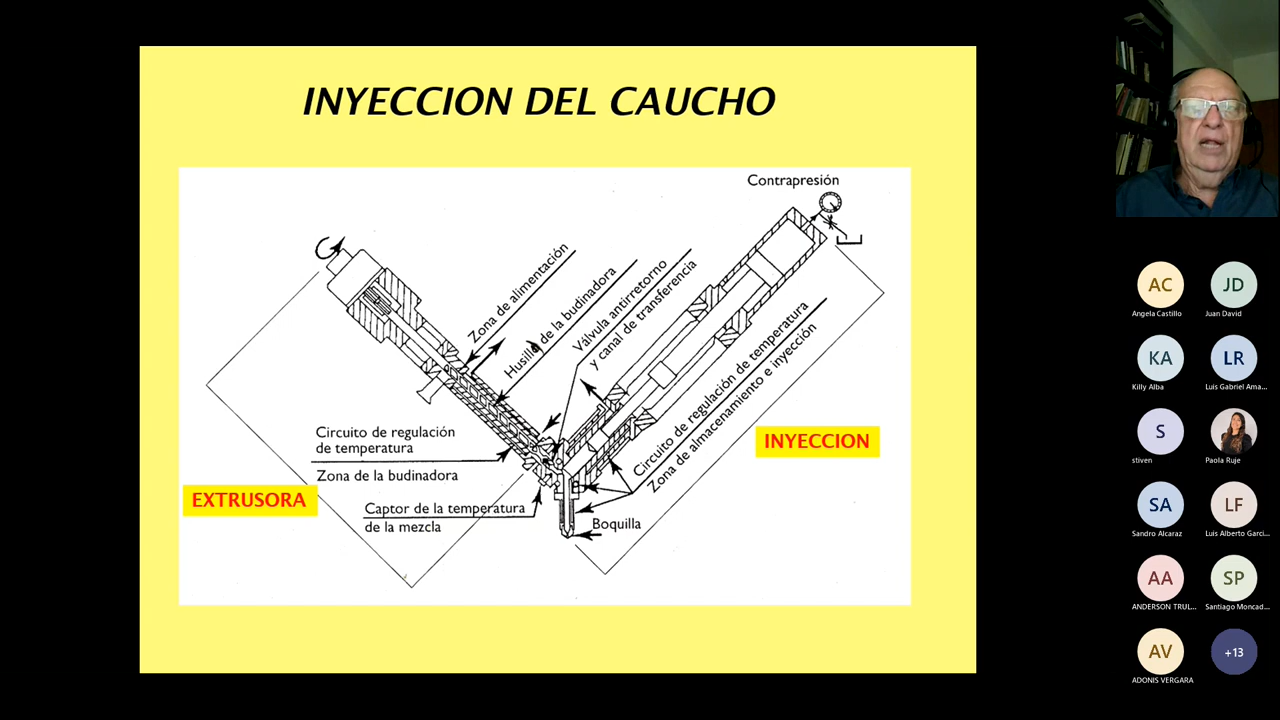 INYECCION DEL CAUCHO
Contrapresión
Zona de alimentación
Husillo de la budinadora
Válvula antirretorno
y canal de transferencia
Circuito de regulación de temperatura
Zona de almacenamiento e inyección
Circuito de regulación
de temperatura
Zona de la budinadora
INYECCION
EXTRUSORA
Captor de la temperatura
de la mezcla
Boquilla
AC
JD
Angela Castillo
Juan David
KA
LR
Killy Alba
Luis Gabriel Ama...
S
stiven
Paola Ruje
SA
LF
Sandro Alcaraz
Luis Alberto Garci...
AA
SP
ANDERSON TRUL...
Santiago Moncad...
AV
+13
ADONIS VERGARA